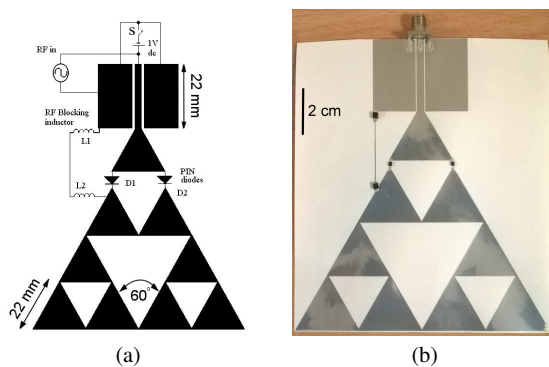 S
1V
dc
RF in
22 mm
RF Blocking
inductor
L1
L2
D1
PIN
diodes
D2
22 mm
60°
(a)
2 cm
(b)